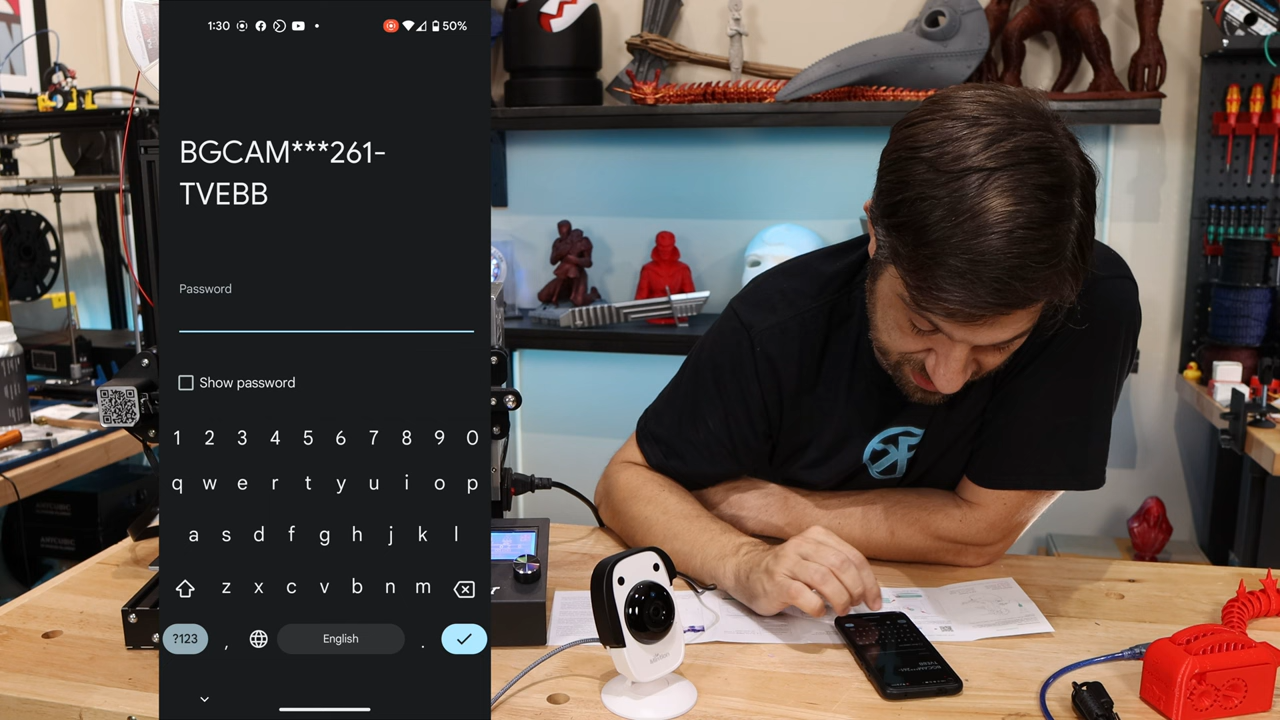 1:30 50%
BGCAM***261-
TVEBB
Password
Show password
1 2 3 4 5 6 7 8 9 0
q w e r t y u i o p
a s d f g h j k l
z x c v b n m
?123 , English .
ANYCUBIC